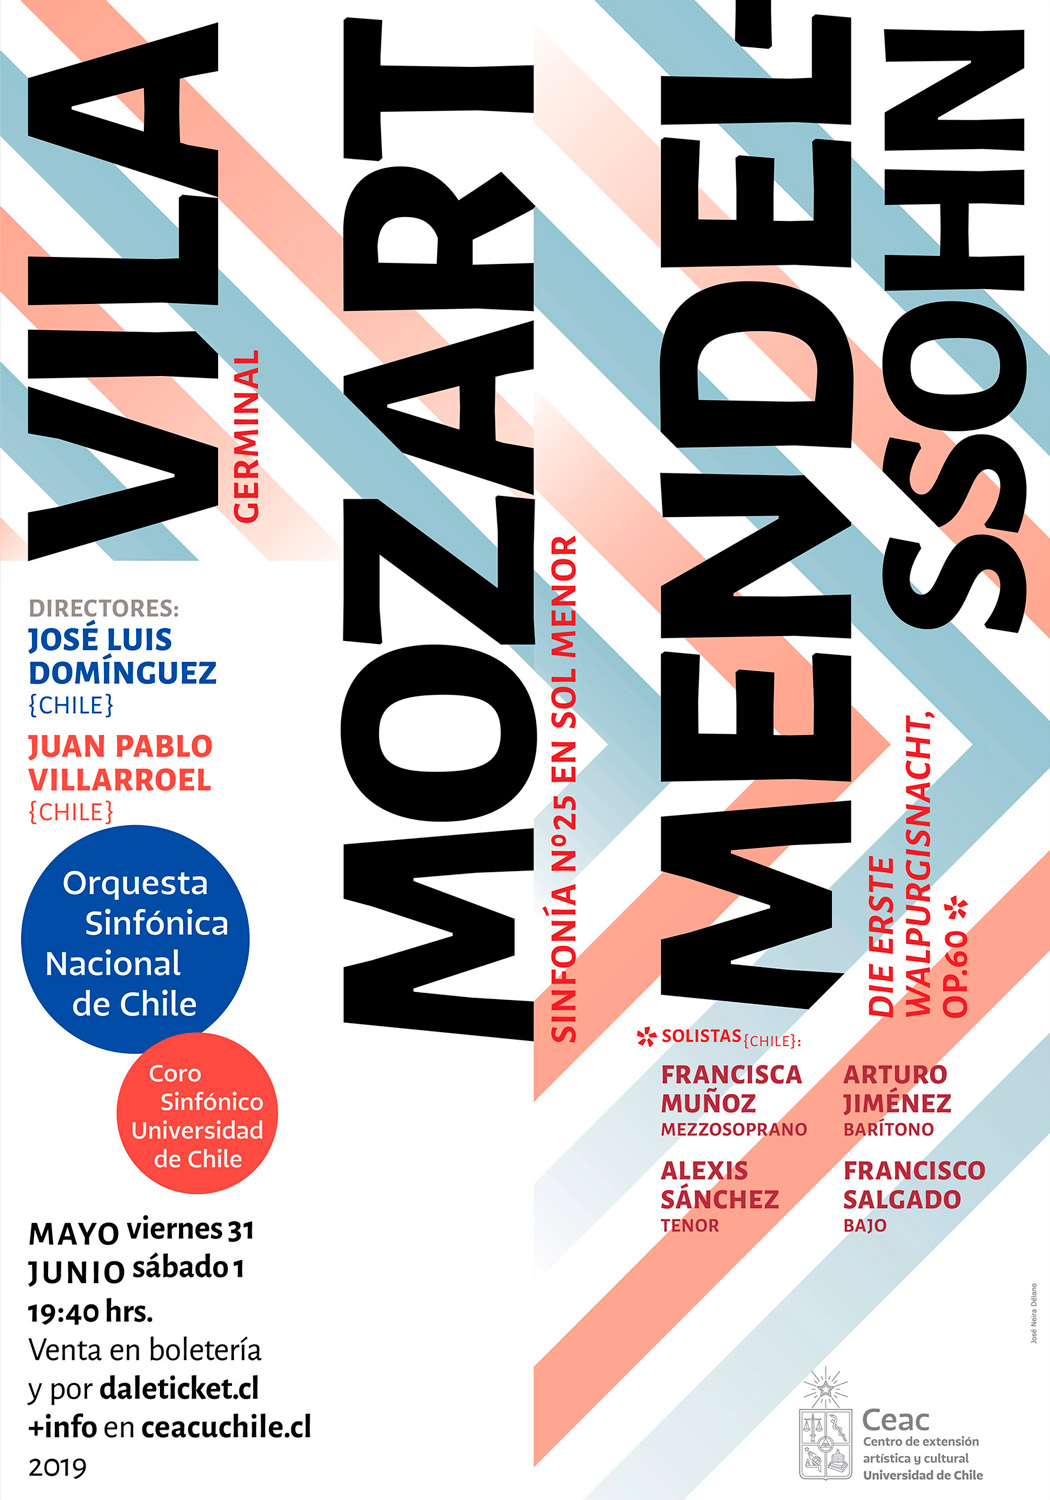 VILA
GERMINAL
MOZART
SINFONÍA Nº25 EN SOL MENOR
MENDEL-
SSOHN
DIE ERSTE
WALPURGISNACHT,
OP.60 *
DIRECTORES:
JOSÉ LUIS
DOMÍNGUEZ
{CHILE}
JUAN PABLO
VILLARROEL
{CHILE}
Orquesta
Sinfónica
Nacional
de Chile
Coro
Sinfónico
Universidad
de Chile
MAYO viernes 31
JUNIO sábado 1
19:40 hrs.
Venta en boletería
y por daleticket.cl
+info en ceacuchile.cl
2019
* SOLISTAS {CHILE}:
FRANCISCA
MUÑOZ
MEZZOSOPRANO
ALEXIS
SÁNCHEZ
TENOR
ARTURO
JIMÉNEZ
BARÍTONO
FRANCISCO
SALGADO
BAJO
José Neira Délano
Ceac
Centro de extensión
artística y cultural
Universidad de Chile